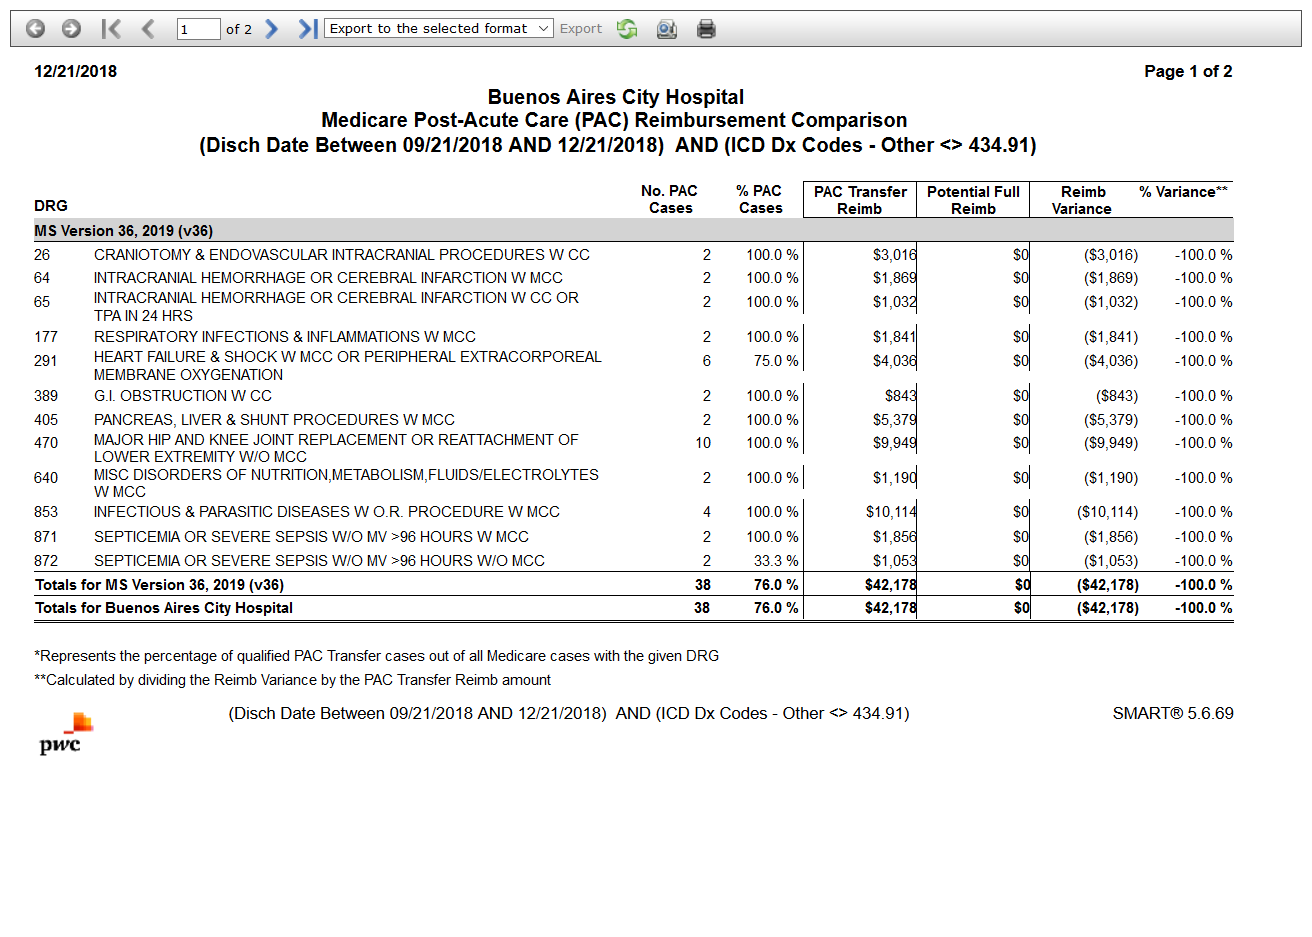 1 of 2 Export to the selected format Export
12/21/2018 Page 1 of 2
Buenos Aires City Hospital
Medicare Post-Acute Care (PAC) Reimbursement Comparison
(Disch Date Between 09/21/2018 AND 12/21/2018) AND (ICD Dx Codes - Other <> 434.91)
No. PAC % PAC PAC Transfer Potential Full Reimb % Variance**
DRG Cases Cases Reimb Reimb Variance
MS Version 36, 2019 (v36)
26 CRANIOTOMY & ENDOVASCULAR INTRACRANIAL PROCEDURES W CC 2 100.0 % $3,016 $0 ($3,016) -100.0 %
64 INTRACRANIAL HEMORRHAGE OR CEREBRAL INFARCTION W MCC 2 100.0 % $1,869 $0 ($1,869) -100.0 %
65 INTRACRANIAL HEMORRHAGE OR CEREBRAL INFARCTION W CC OR 2 100.0 % $1,032 $0 ($1,032) -100.0 %
TPA IN 24 HRS
177 RESPIRATORY INFECTIONS & INFLAMMATIONS W MCC 2 100.0 % $1,841 $0 ($1,841) -100.0 %
291 HEART FAILURE & SHOCK W MCC OR PERIPHERAL EXTRACORPOREAL 6 75.0 % $4,036 $0 ($4,036) -100.0 %
MEMBRANE OXYGENATION
389 G.I. OBSTRUCTION W CC 2 100.0 % $843 $0 ($843) -100.0 %
405 PANCREAS, LIVER & SHUNT PROCEDURES W MCC 2 100.0 % $5,379 $0 ($5,379) -100.0 %
470 MAJOR HIP AND KNEE JOINT REPLACEMENT OR REATTACHMENT OF 10 100.0 % $9,949 $0 ($9,949) -100.0 %
LOWER EXTREMITY W/O MCC
640 MISC DISORDERS OF NUTRITION,METABOLISM,FLUIDS/ELECTROLYTES 2 100.0 % $1,190 $0 ($1,190) -100.0 %
W MCC
853 INFECTIOUS & PARASITIC DISEASES W O.R. PROCEDURE W MCC 4 100.0 % $10,114 $0 ($10,114) -100.0 %
871 SEPTICEMIA OR SEVERE SEPSIS W/O MV >96 HOURS W MCC 2 100.0 % $1,856 $0 ($1,856) -100.0 %
872 SEPTICEMIA OR SEVERE SEPSIS W/O MV >96 HOURS W/O MCC 2 33.3 % $1,053 $0 ($1,053) -100.0 %
Totals for MS Version 36, 2019 (v36) 38 76.0 % $42,178 $0 ($42,178) -100.0 %
Totals for Buenos Aires City Hospital 38 76.0 % $42,178 $0 ($42,178) -100.0 %
*Represents the percentage of qualified PAC Transfer cases out of all Medicare cases with the given DRG
**Calculated by dividing the Reimb Variance by the PAC Transfer Reimb amount
(Disch Date Between 09/21/2018 AND 12/21/2018) AND (ICD Dx Codes - Other <> 434.91) SMART® 5.6.69
pwc